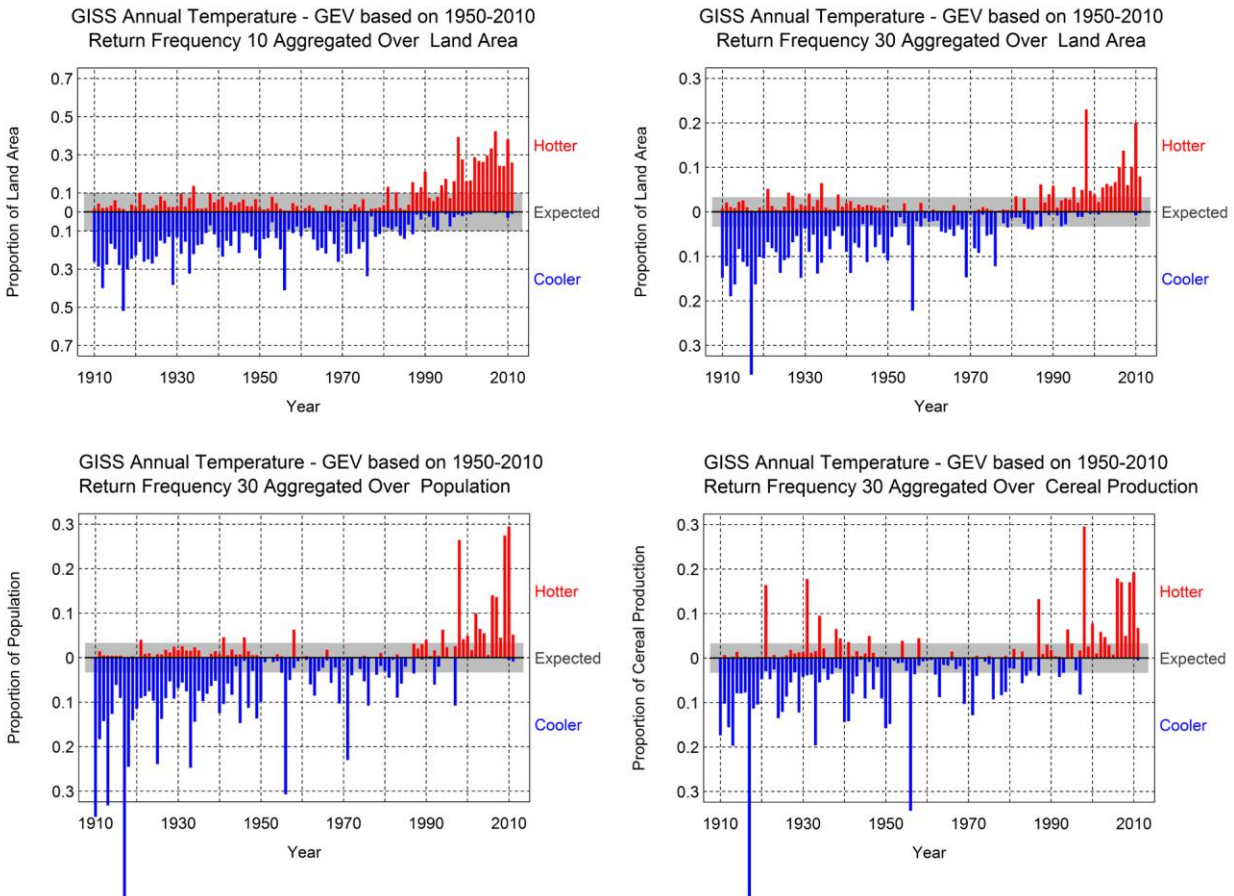 GISS Annual Temperature - GEV based on 1950-2010
Return Frequency 10 Aggregated Over Land Area
Proportion of Land Area
0.7
0.5
0.3
0.1
0
0.1
0.3
0.5
0.7
Hotter
Expected
Cooler
1910 1930 1950 1970 1990 2010
Year
GISS Annual Temperature - GEV based on 1950-2010
Return Frequency 30 Aggregated Over Land Area
Proportion of Land Area
0.3
0.2
0.1
0
0.1
0.2
0.3
Hotter
Expected
Cooler
1910 1930 1950 1970 1990 2010
Year
GISS Annual Temperature - GEV based on 1950-2010
Return Frequency 30 Aggregated Over Population
Proportion of Population
0.3
0.2
0.1
0
0.1
0.2
0.3
Hotter
Expected
Cooler
1910 1930 1950 1970 1990 2010
Year
GISS Annual Temperature - GEV based on 1950-2010
Return Frequency 30 Aggregated Over Cereal Production
Proportion of Cereal Production
0.3
0.2
0.1
0
0.1
0.2
0.3
Hotter
Expected
Cooler
1910 1930 1950 1970 1990 2010
Year